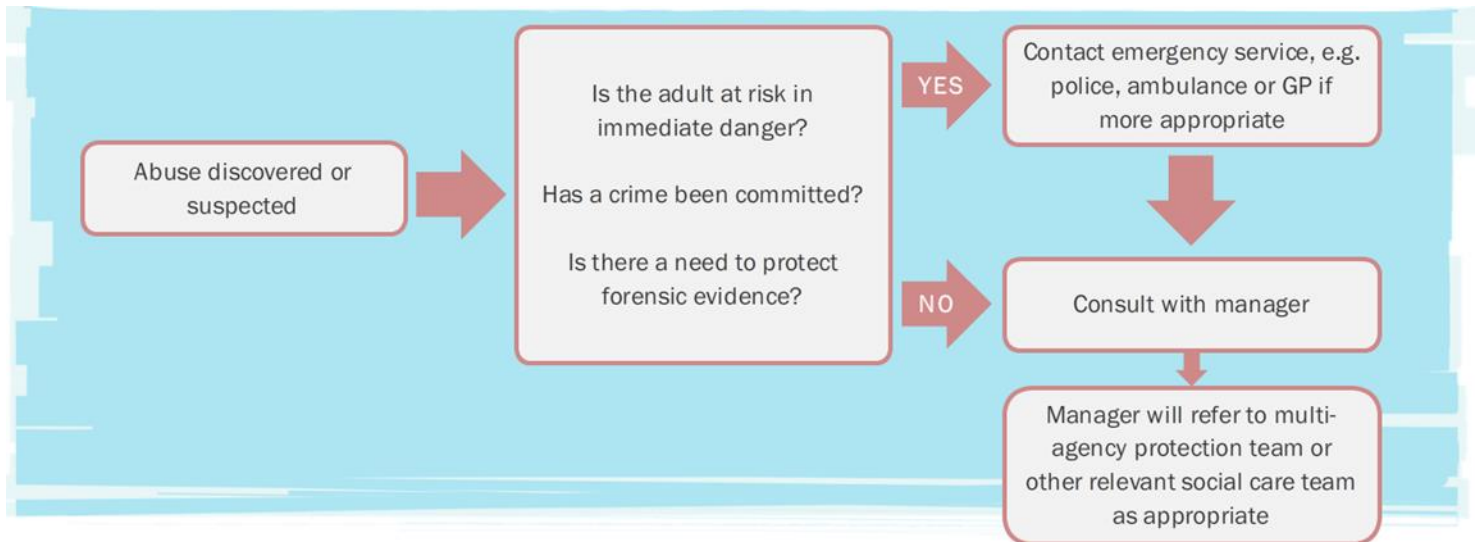 Abuse discovered or
suspected
Is the adult at risk in
immediate danger?
Has a crime been committed?
Is there a need to protect
forensic evidence?
YES
Contact emergency service, e.g.
police, ambulance or GP if
more appropriate
NO
Consult with manager
Manager will refer to multi-
agency protection team or
other relevant social care team
as appropriate